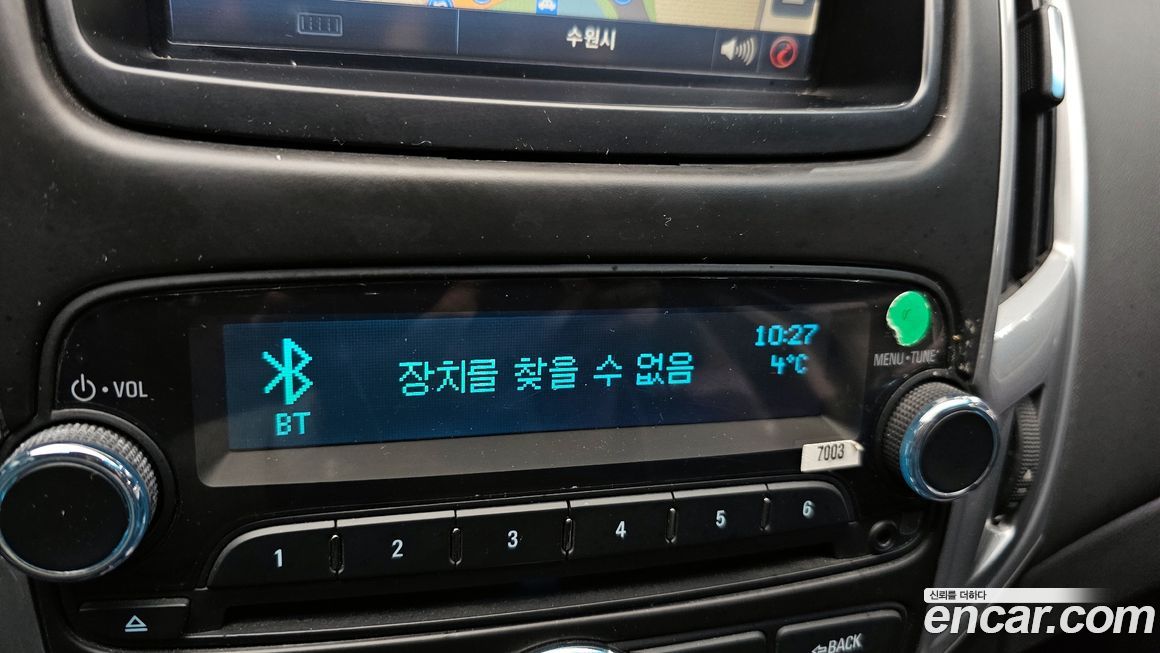 수원시
10:27
장치를 찾을 수 없음
4°C
BT
VOL
MENU•TUNE
7003
1 2 3 4 5 6
BACK
신뢰를 더하다
encar.com